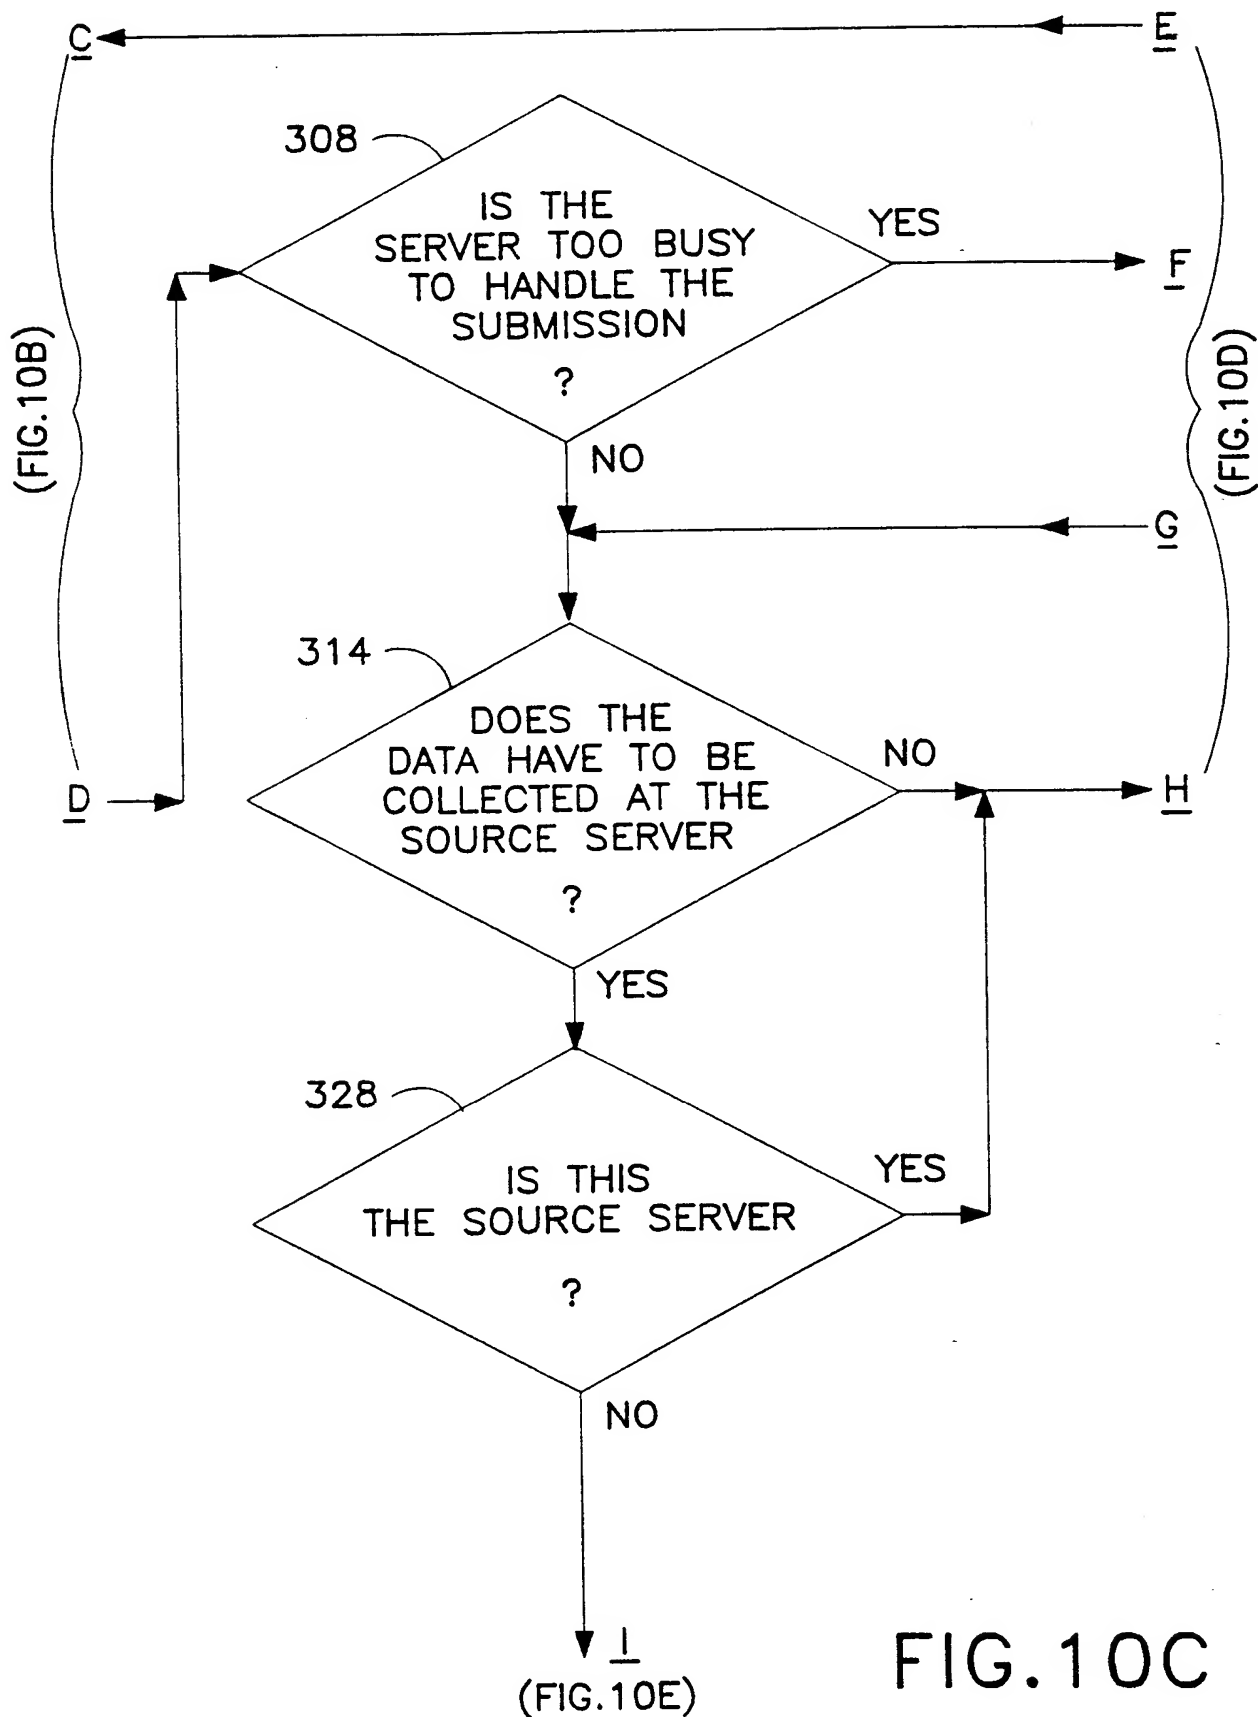 C
E
308
IS THE
SERVER TOO BUSY
TO HANDLE THE
SUBMISSION
?
YES
F
(FIG.10B)
(FIG.10D)
NO
G
314
DOES THE
DATA HAVE TO BE
COLLECTED AT THE
SOURCE SERVER
?
NO
D
H
YES
328
IS THIS
THE SOURCE SERVER
?
YES
NO
I
(FIG.10E)
FIG.10C